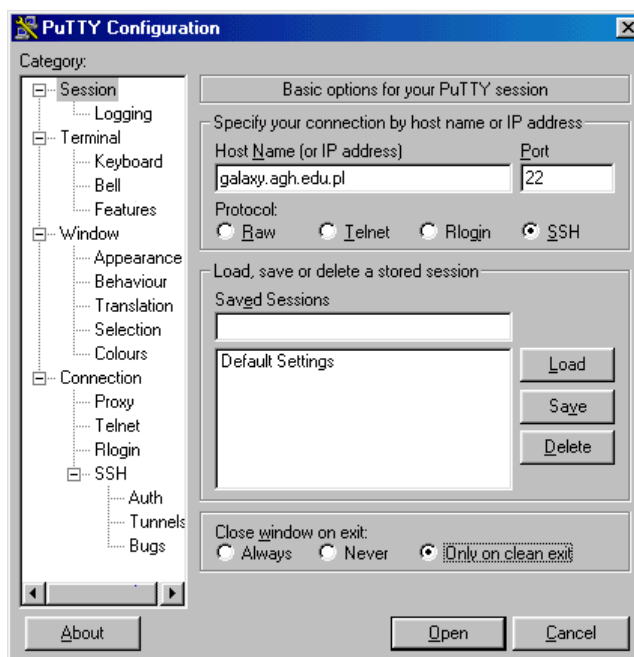 PuTTY Configuration
Category:
Session
Logging
Terminal
Keyboard
Bell
Features
Window
Appearance
Behaviour
Translation
Selection
Colours
Connection
Proxy
Telnet
Rlogin
SSH
Auth
Tunnels
Bugs
Basic options for your PuTTY session
Specify your connection by host name or IP address
Host Name (or IP address) Port
galaxy.agh.edu.pl 22
Protocol:
Raw Telnet Rlogin SSH
Load, save or delete a stored session
Saved Sessions
Default Settings
Load
Save
Delete
Close window on exit:
Always Never Only on clean exit
About Open Cancel